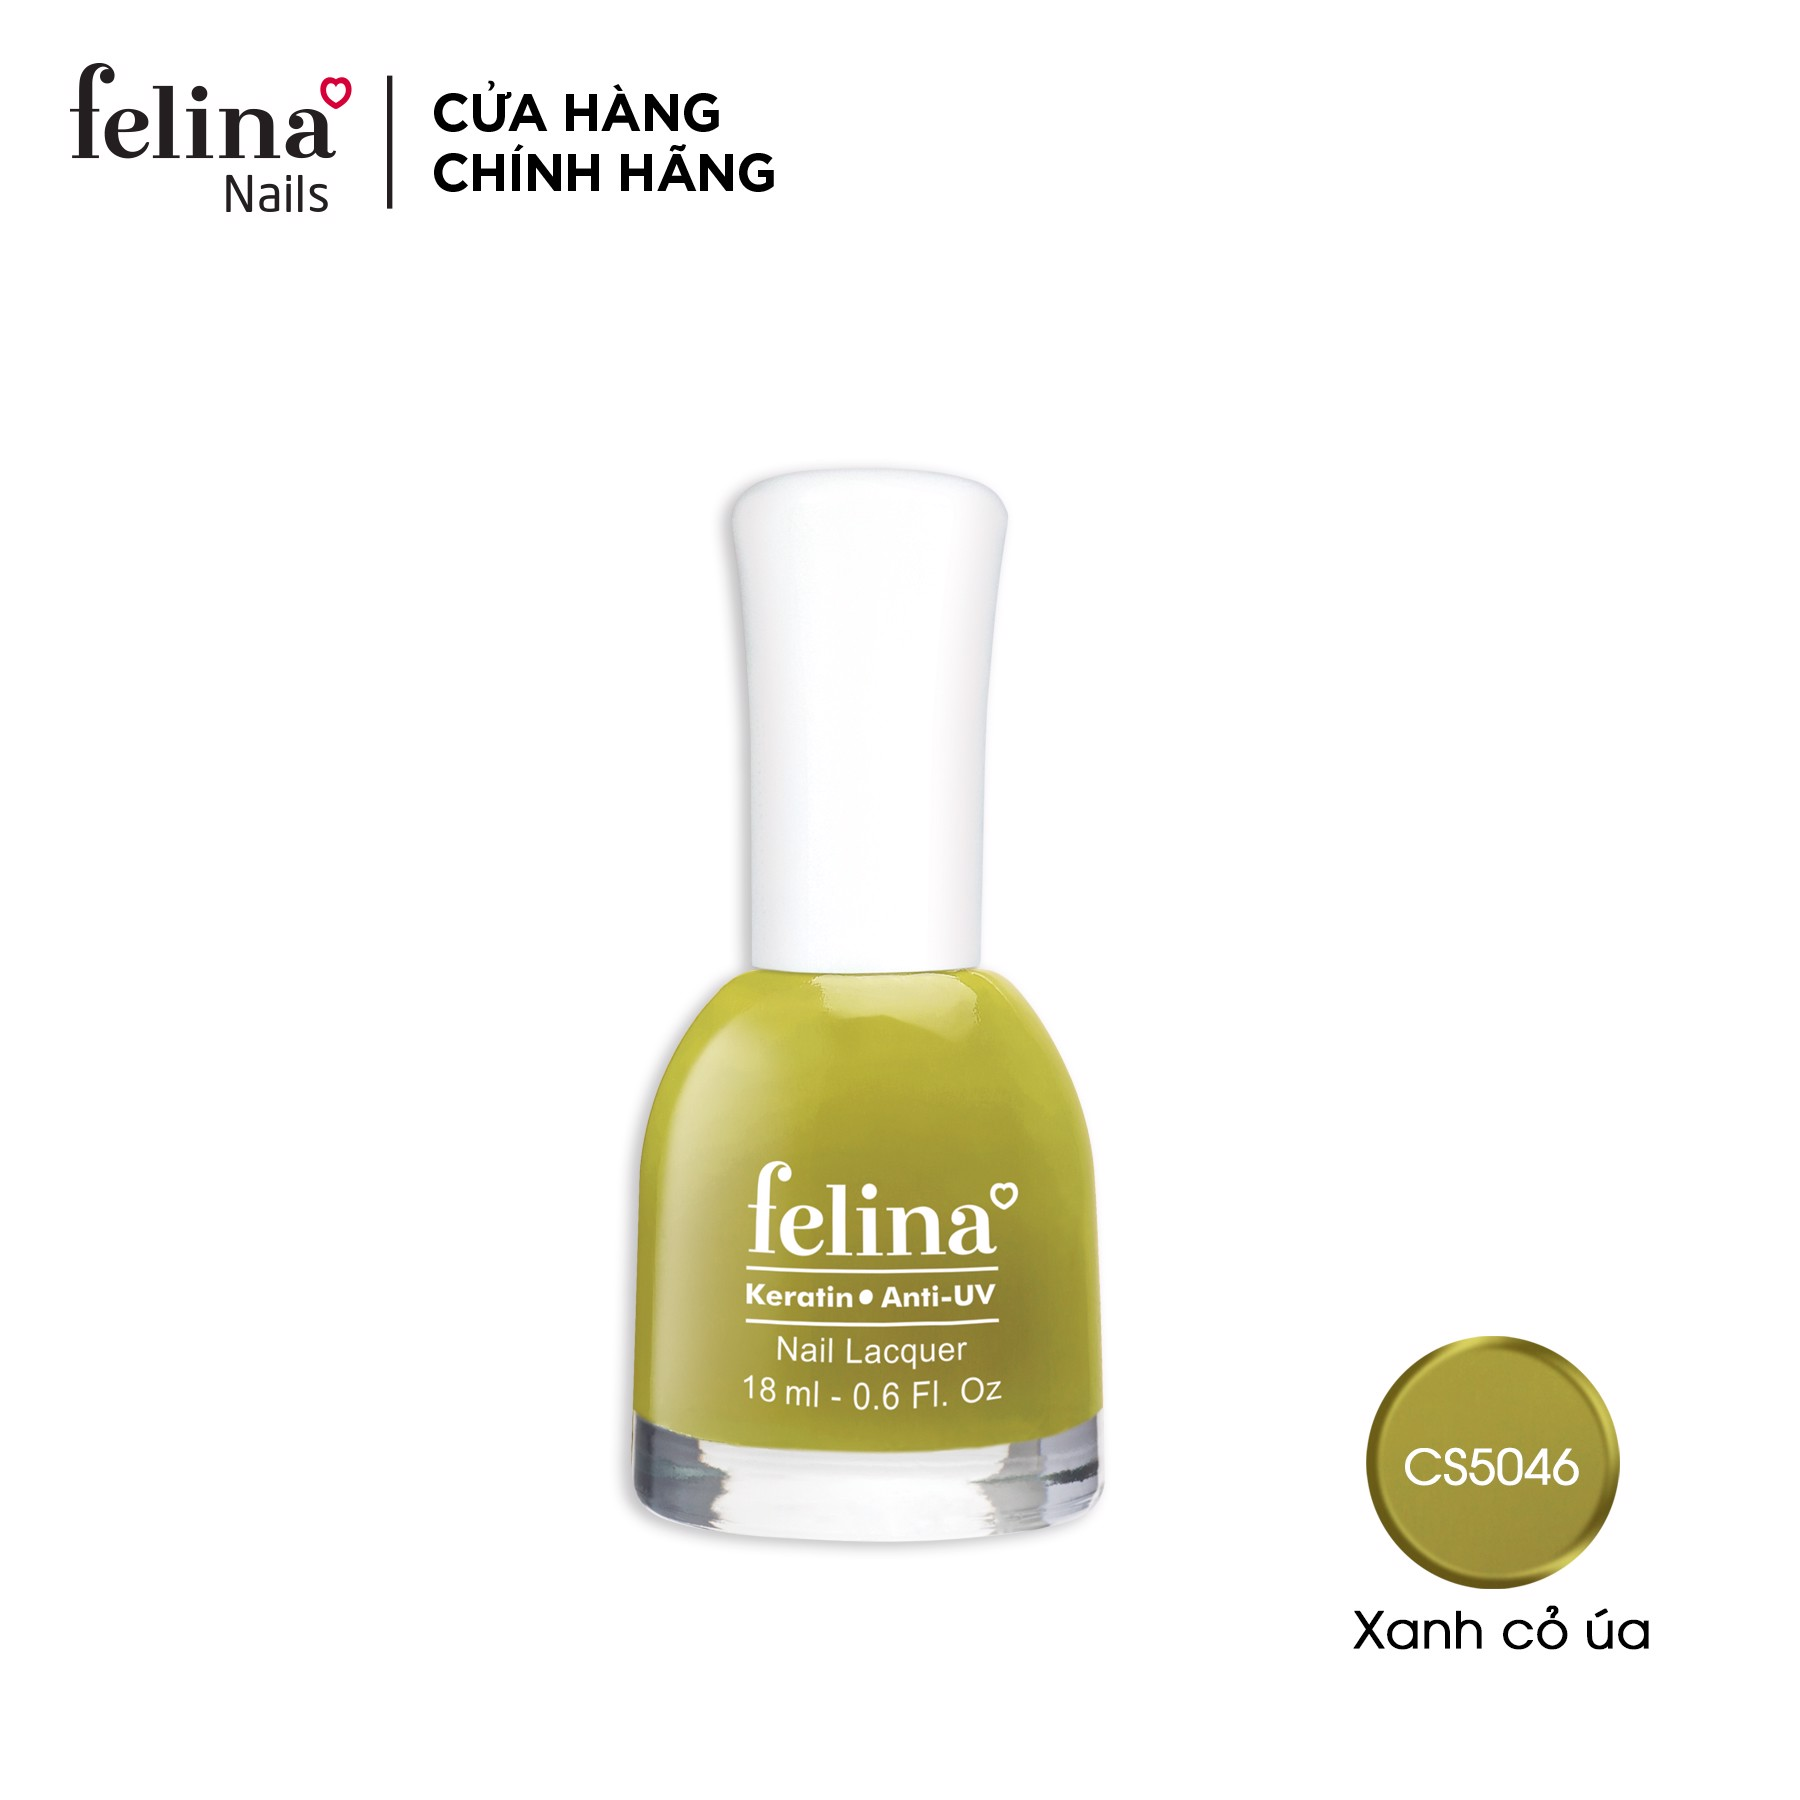 felina
Nails
CỬA HÀNG
CHÍNH HÃNG
felina
Keratin • Anti-UV
Nail Lacquer
18 ml - 0.6 Fl. Oz
CS5046
Xanh cỏ úa